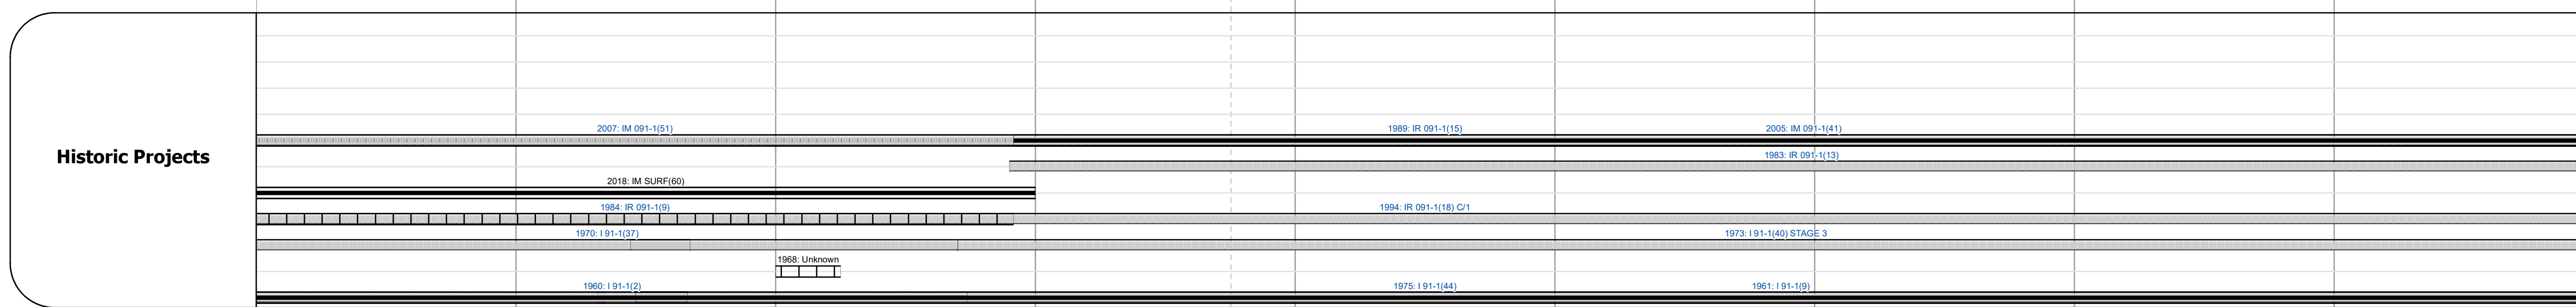 Historic Projects
2007: IM 091-1(51)
1989: IR 091-1(15)
2005: IM 091-1(41)
1983: IR 091-1(13)
2018: IM SURF(60)
1984: IR 091-1(9)
1994: IR 091-1(18) C/1
1970: I 91-1(37)
1973: I 91-1(40) STAGE 3
1968: Unknown
1960: I 91-1(2)
1975: I 91-1(44)
1961: I 91-1(9)